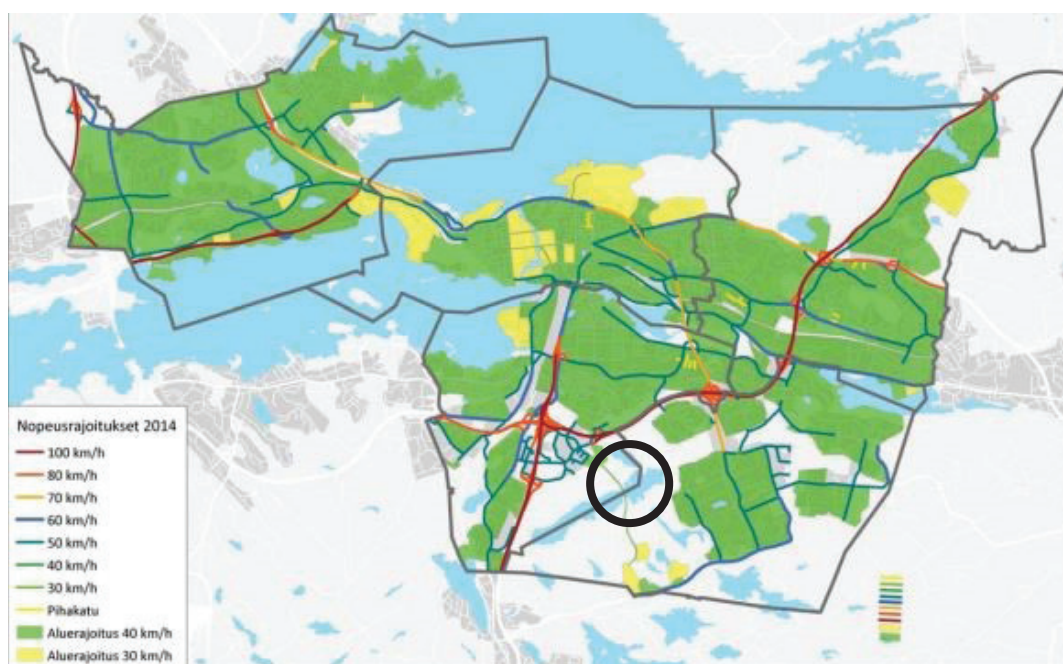 Nopeusrajoitukset 2014
100 km/h
80 km/h
70 km/h
60 km/h
50 km/h
40 km/h
30 km/h
Pihakatu
Aluerajoitus 40 km/h
Aluerajoitus 30 km/h